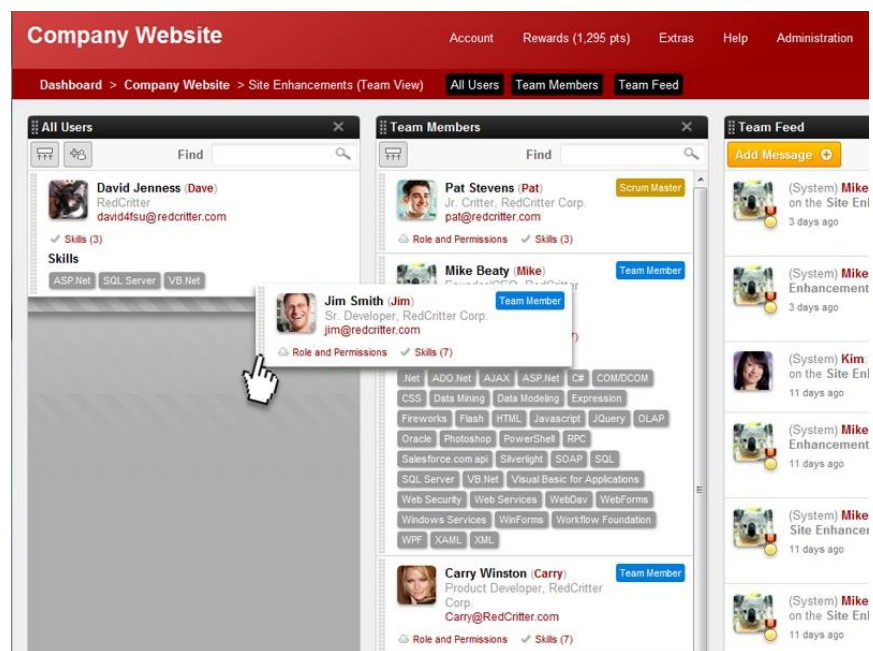 Company Website
Account Rewards (1,295 pts) Extras Help Administration
Dashboard > Company Website > Site Enhancements (Team View) All Users Team Members Team Feed
All Users
Find
David Jenness (Dave)
RedCritter
david4fsu@redcritter.com
Skills (3)
Skills
ASP.Net SQL Server VB.Net
Jim Smith (Jim) Team Member
Sr. Developer, RedCritter Corp.
jim@redcritter.com
Role and Permissions Skills (7)
Team Members
Find
Pat Stevens (Pat) Scrum Master
Jr. Critter, RedCritter Corp.
pat@redcritter.com
Role and Permissions Skills (3)
Mike Beaty (Mike) Team Member
.Net ADO.Net AJAX ASP.Net C# COM/DCOM
CSS Data Mining Data Modeling Expression
Fireworks Flash HTML Javascript JQuery OLAP
Oracle Photoshop PowerShell RPC
Salesforce.com api Silverlight SOAP SQL
SQL Server VB.Net Visual Basic for Applications
Web Security Web Services WebDav WebForms
Windows Services WinForms Workflow Foundation
WPF XAML XML
Carry Winston (Carry) Team Member
Product Developer, RedCritter
Corp.
Carry@RedCritter.com
Role and Permissions Skills (7)
Team Feed
Add Message
(System) Mike
on the Site Enh
3 days ago
(System) Mike
Enhancement
3 days ago
(System) Kim:
on the Site Enh
11 days ago
(System) Mike
Enhancement
11 days ago
(System) Mike
Site Enhancem
11 days ago
(System) Mike
on the Site Enh
11 days ago